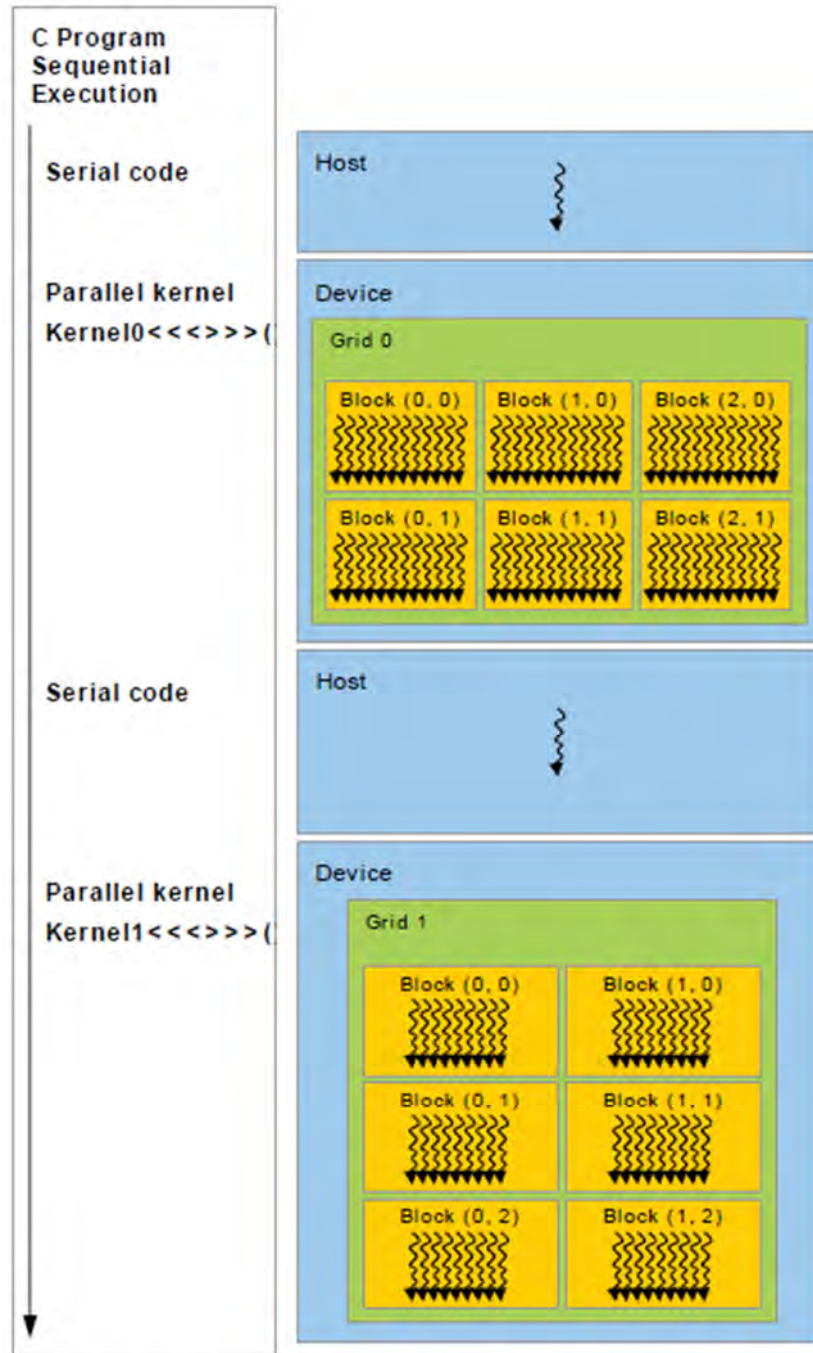 C Program
Sequential
Execution
Serial code
Host
Parallel kernel
Kernel0<<<>>>(
Device
Grid 0
Block (0, 0) Block (1, 0) Block (2, 0)
Block (0, 1) Block (1, 1) Block (2, 1)
Serial code
Host
Parallel kernel
Kernel1<<<>>>(
Device
Grid 1
Block (0, 0) Block (1, 0)
Block (0, 1) Block (1, 1)
Block (0, 2) Block (1, 2)